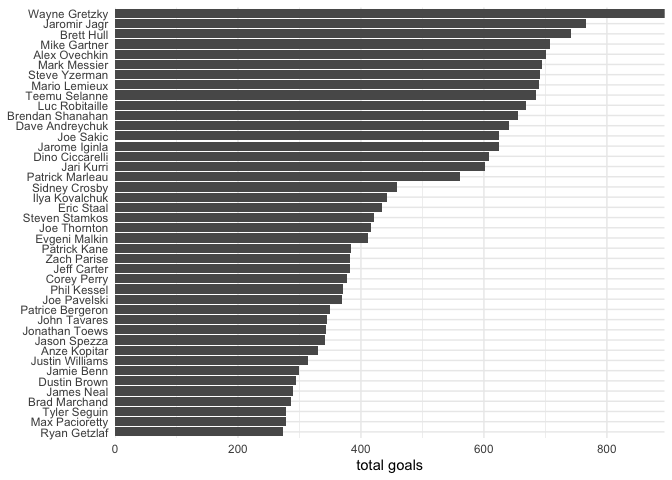 Wayne Gretzky
Jaromir Jagr
Brett Hull
Mike Gartner
Alex Ovechkin
Mark Messier
Steve Yzerman
Mario Lemieux
Teemu Selanne
Luc Robitaille
Brendan Shanahan
Dave Andreychuk
Joe Sakic
Jarome Iginla
Dino Ciccarelli
Jari Kurri
Patrick Marleau
Sidney Crosby
Ilya Kovalchuk
Eric Staal
Steven Stamkos
Joe Thornton
Evgeni Malkin
Patrick Kane
Zach Parise
Jeff Carter
Corey Perry
Phil Kessel
Joe Pavelski
Patrice Bergeron
John Tavares
Jonathan Toews
Jason Spezza
Anze Kopitar
Justin Williams
Jamie Benn
Dustin Brown
James Neal
Brad Marchand
Tyler Seguin
Max Pacioretty
Ryan Getzlaf
0 200 400 600 800
total goals